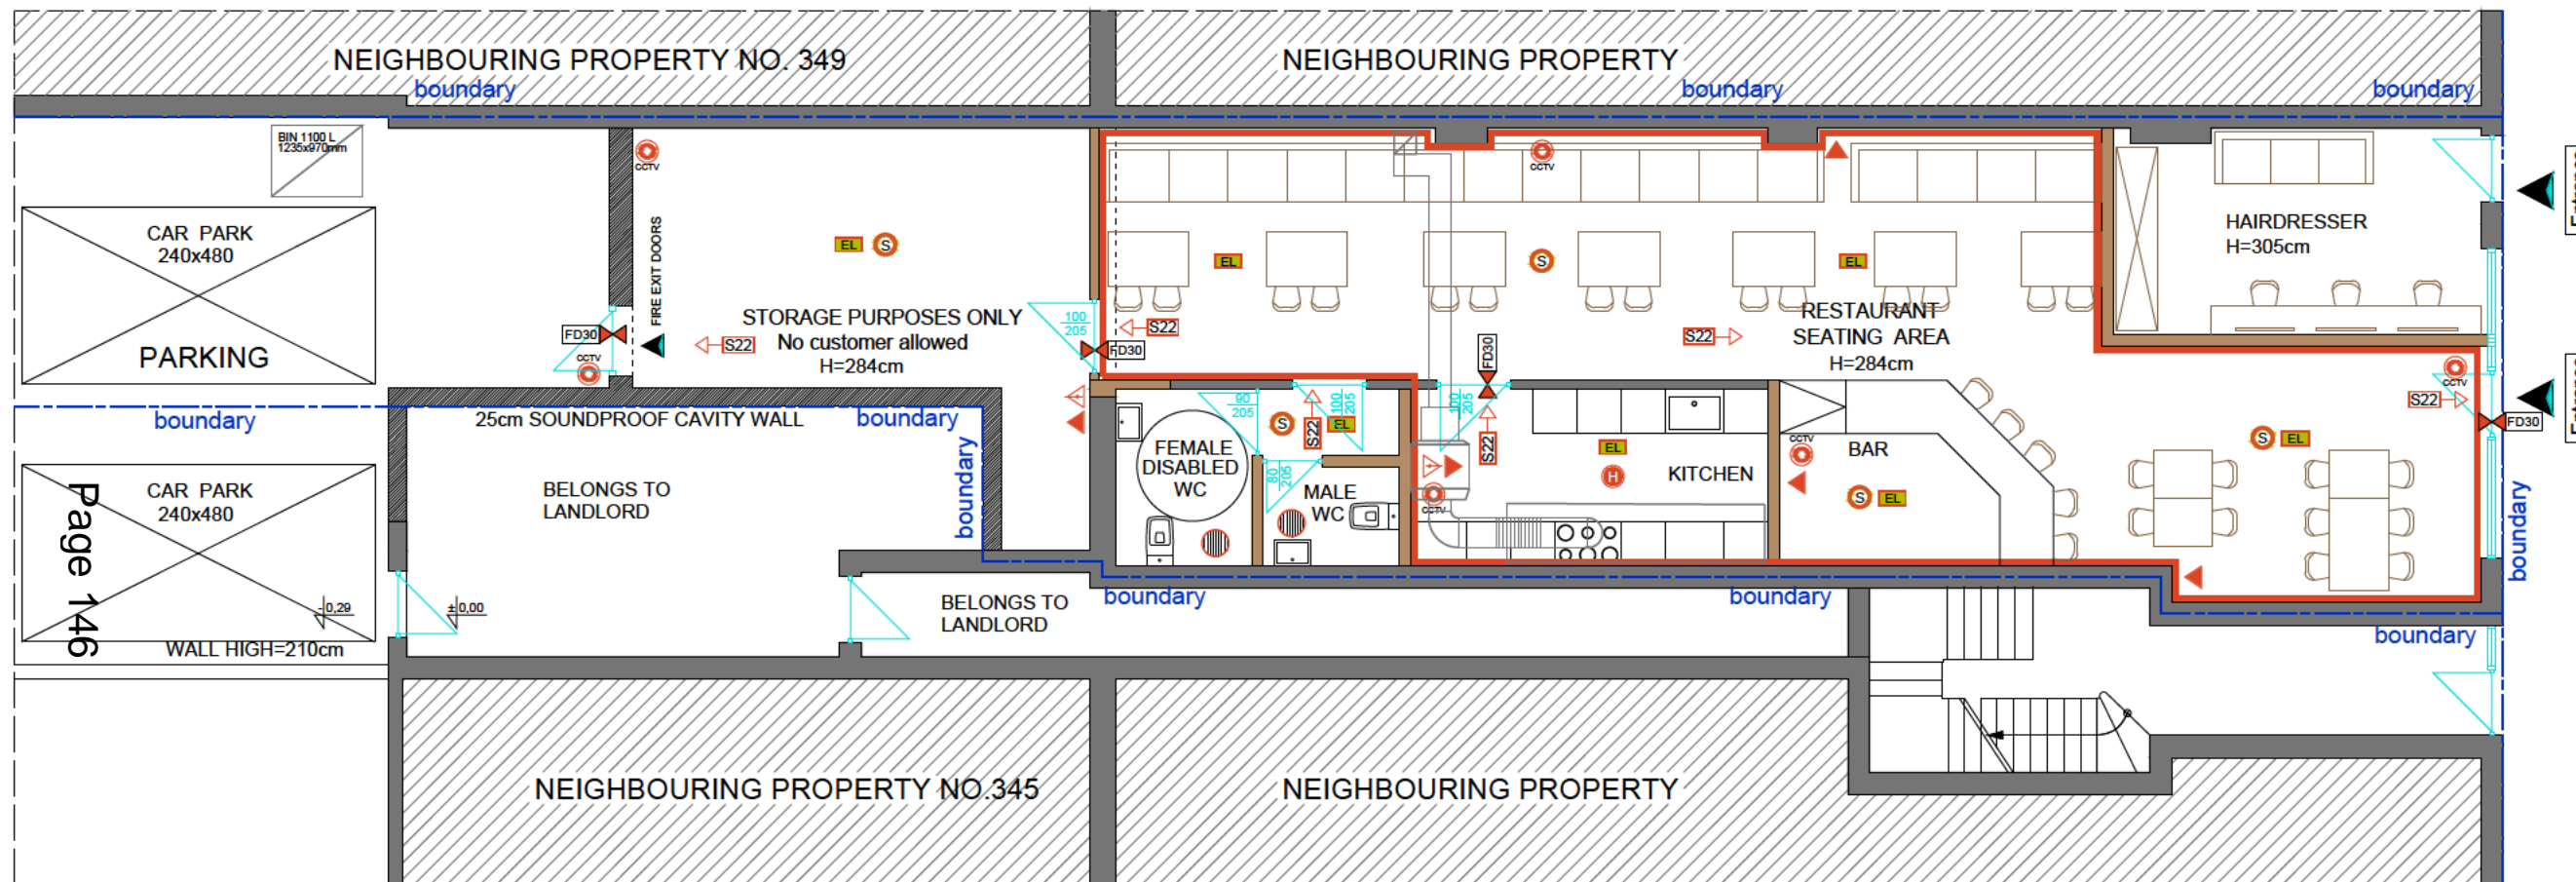 NEIGHBOURING PROPERTY NO. 349
NEIGHBOURING PROPERTY
boundary
boundary
boundary
BIN 1100 L
1235x970mm
CCTV
CCTV
CAR PARK
240x480
PARKING
FIRE EXIT DOORS
FD30
CCTV
EL
S
STORAGE PURPOSES ONLY
No customer allowed
H=284cm
S22
100
205
FD30
S22
EL
S
EL
S22
RESTAURANT
SEATING AREA
H=284cm
HAIRDRESSER
H=305cm
FD30
CCTV
S22
FD30
boundary
25cm SOUNDPROOF CAVITY WALL
boundary
boundary
90
205
S
S22
100
205
EL
100
205
S22
FEMALE
DISABLED
WC
80
205
MALE
WC
CCTV
EL
H
KITCHEN
CCTV
BAR
S
EL
S
EL
boundary
CAR PARK
240x480
Page 146
BELONGS TO
LANDLORD
-0,29
±0,00
WALL HIGH=210cm
BELONGS TO
LANDLORD
boundary
boundary
boundary
NEIGHBOURING PROPERTY NO.345
NEIGHBOURING PROPERTY